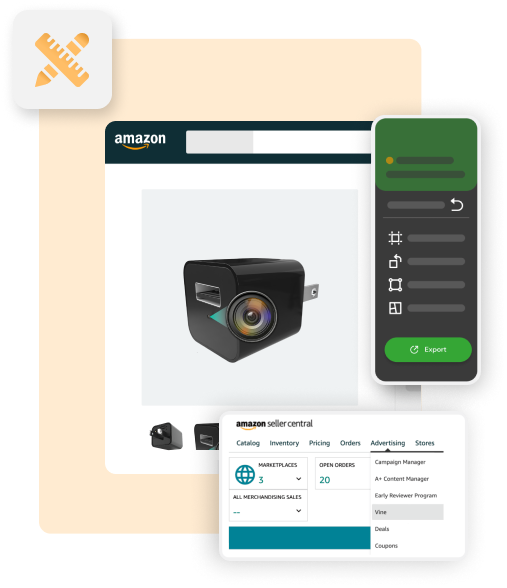 amazon
Export
amazon seller central
Catalog Inventory Pricing Orders Advertising Stores
MARKETPLACES
3
OPEN ORDERS
20
ALL MERCHANDISING SALES
--
Campaign Manager
A+ Content Manager
Early Reviewer Program
Vine
Deals
Coupons